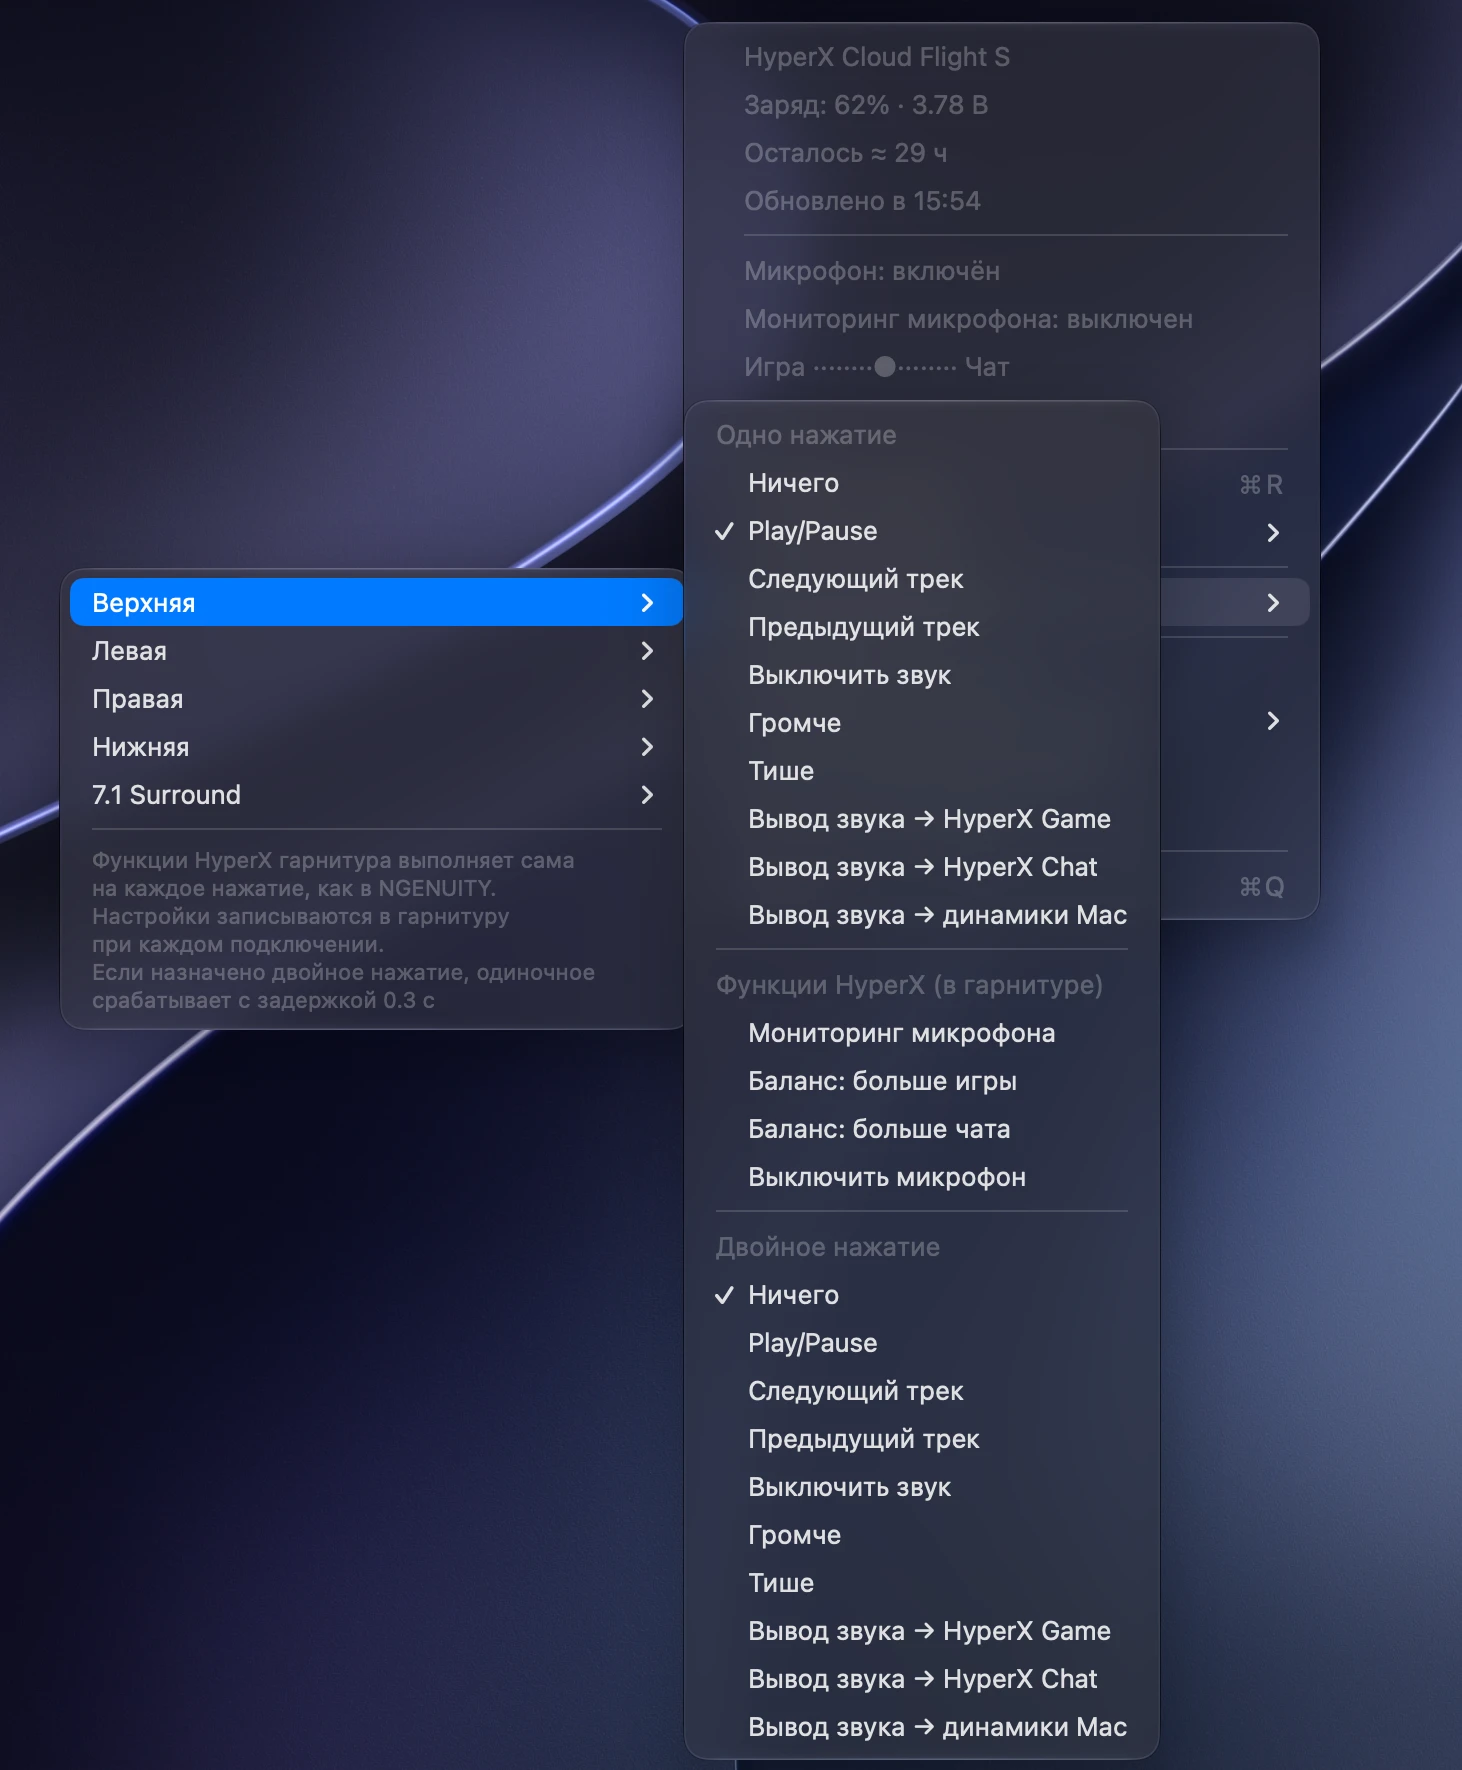 HyperX Cloud Flight S
Заряд: 62% · 3.78 В
Осталось ≈ 29 ч
Обновлено в 15:54
Микрофон: включён
Мониторинг микрофона: выключен
Игра ········●········ Чат
⌘R
⌘Q
Верхняя
Левая
Правая
Нижняя
7.1 Surround
Функции HyperX гарнитура выполняет сама
на каждое нажатие, как в NGENUITY.
Настройки записываются в гарнитуру
при каждом подключении.
Если назначено двойное нажатие, одиночное
срабатывает с задержкой 0.3 с
Одно нажатие
Ничего
✓ Play/Pause
Следующий трек
Предыдущий трек
Выключить звук
Громче
Тише
Вывод звука → HyperX Game
Вывод звука → HyperX Chat
Вывод звука → динамики Mac
Функции HyperX (в гарнитуре)
Мониторинг микрофона
Баланс: больше игры
Баланс: больше чата
Выключить микрофон
Двойное нажатие
✓ Ничего
Play/Pause
Следующий трек
Предыдущий трек
Выключить звук
Громче
Тише
Вывод звука → HyperX Game
Вывод звука → HyperX Chat
Вывод звука → динамики Mac